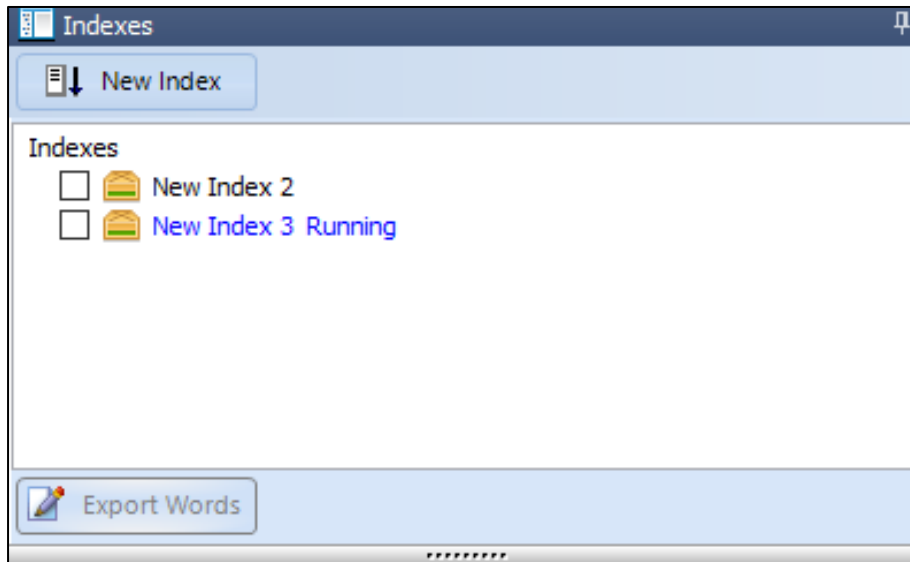 Indexes
New Index
Indexes
New Index 2
New Index 3 Running
Export Words